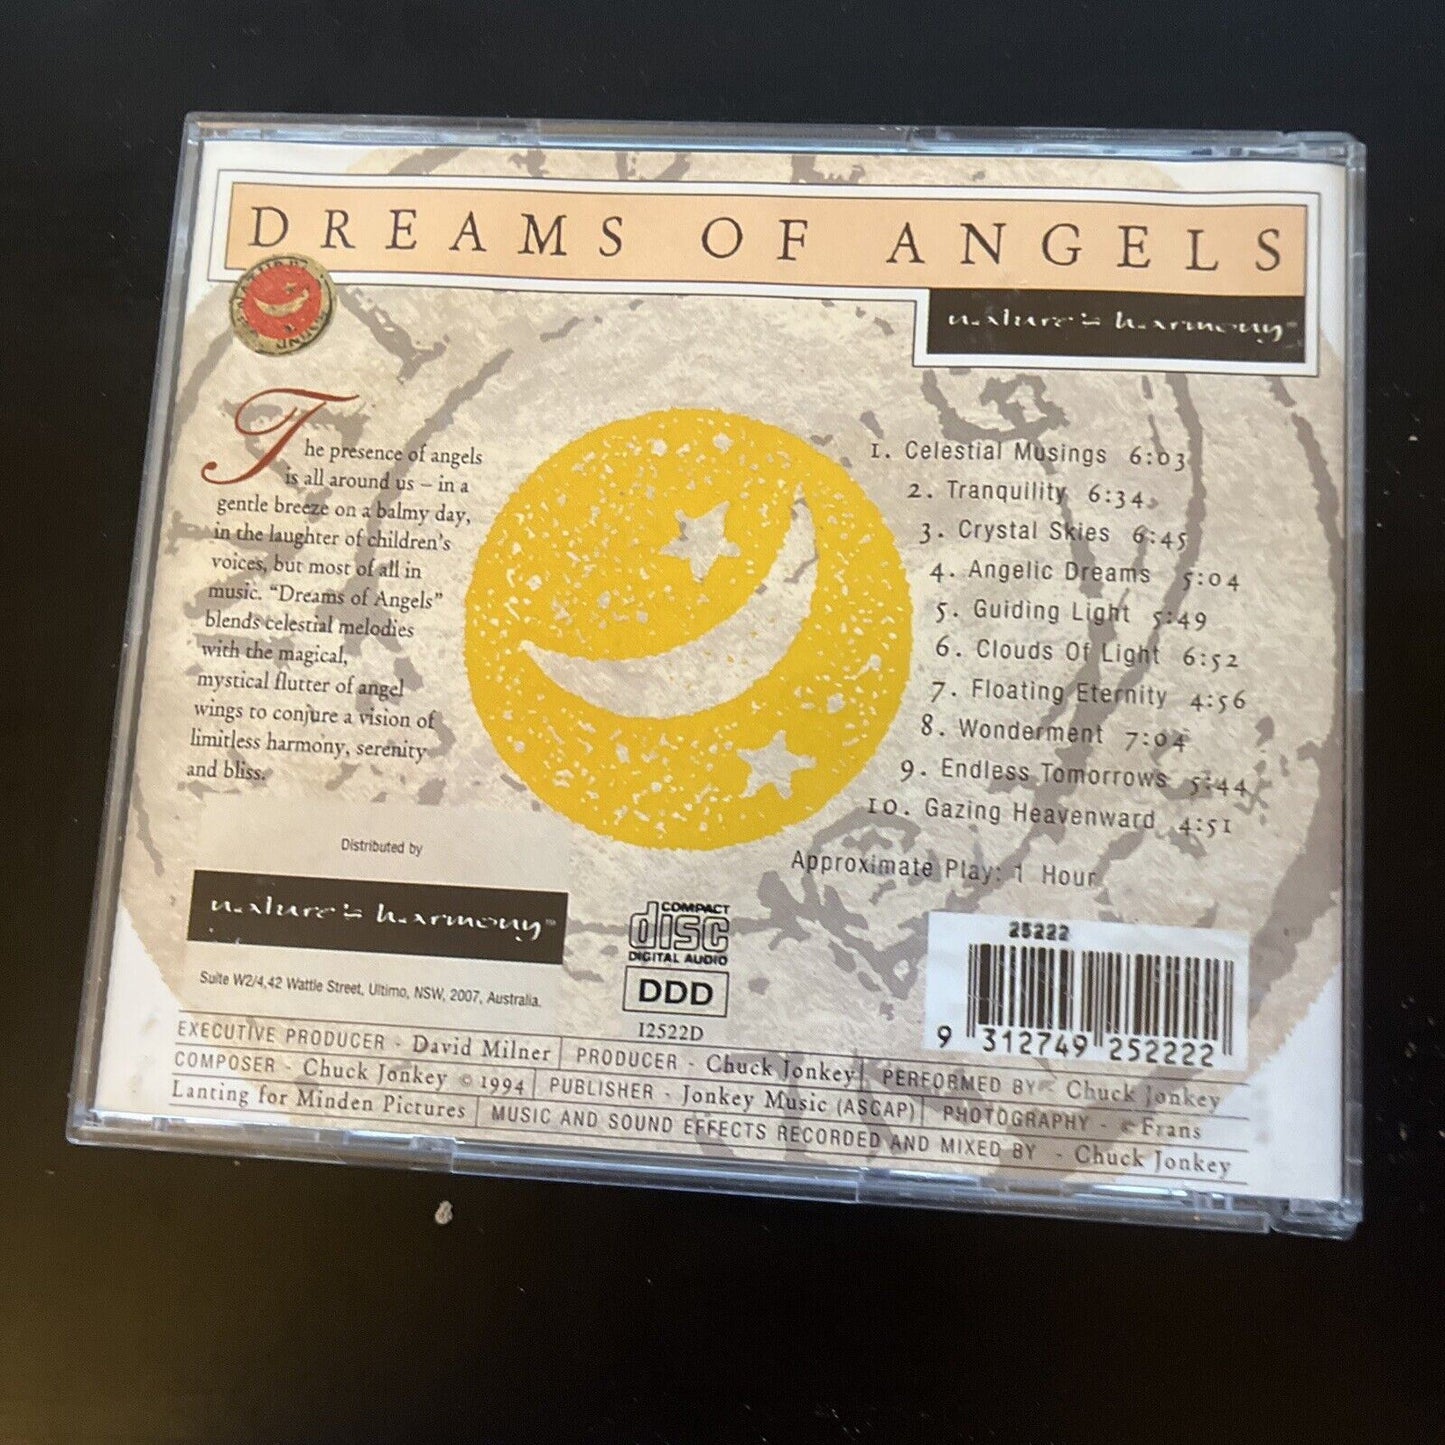 DREAMS OF ANGELS
nature's harmony
The presence of angels
is all around us – in a
gentle breeze on a balmy day,
in the laughter of children's
voices, but most of all in
music. "Dreams of Angels"
blends celestial melodies
with the magical,
mystical flutter of angel
wings to conjure a vision of
limitless harmony, serenity
and bliss.
1. Celestial Musings 6:03
2. Tranquility 6:34
3. Crystal Skies 6:45
4. Angelic Dreams 5:04
5. Guiding Light 5:49
6. Clouds Of Light 6:52
7. Floating Eternity 4:56
8. Wonderment 7:04
9. Endless Tomorrows 5:44
10. Gazing Heavenward 4:51
Approximate Play: 1 Hour
Distributed by
nature's harmony
Suite W2/4,42 Wattle Street, Ultimo, NSW, 2007, Australia.
COMPACT
disc
DIGITAL AUDIO
DDD
12522D
25222
9 312749 252222
EXECUTIVE PRODUCER - David Milner | PRODUCER - Chuck Jonkey | PERFORMED BY - Chuck Jonkey
COMPOSER - Chuck Jonkey © 1994 | PUBLISHER - Jonkey Music (ASCAP) | PHOTOGRAPHY - © Frans
Lanting for Minden Pictures | MUSIC AND SOUND EFFECTS RECORDED AND MIXED BY - Chuck Jonkey